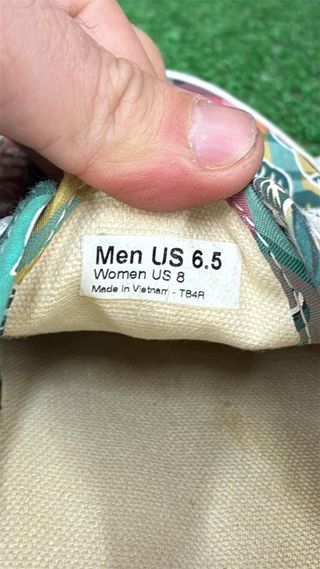 Men US 6.5
Women US 8
Made In Vietnam - TB4R